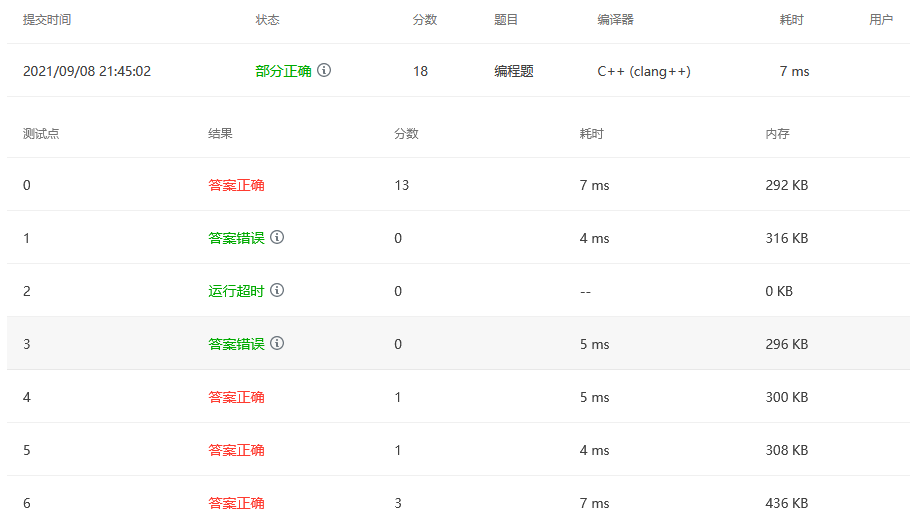 提交时间 状态 分数 题目 编译器 耗时 用户
2021/09/08 21:45:02 部分正确 18 编程题 C++ (clang++) 7 ms
测试点 结果 分数 耗时 内存
0 答案正确 13 7 ms 292 KB
1 答案错误 0 4 ms 316 KB
2 运行超时 0 -- 0 KB
3 答案错误 0 5 ms 296 KB
4 答案正确 1 5 ms 300 KB
5 答案正确 1 4 ms 308 KB
6 答案正确 3 7 ms 436 KB